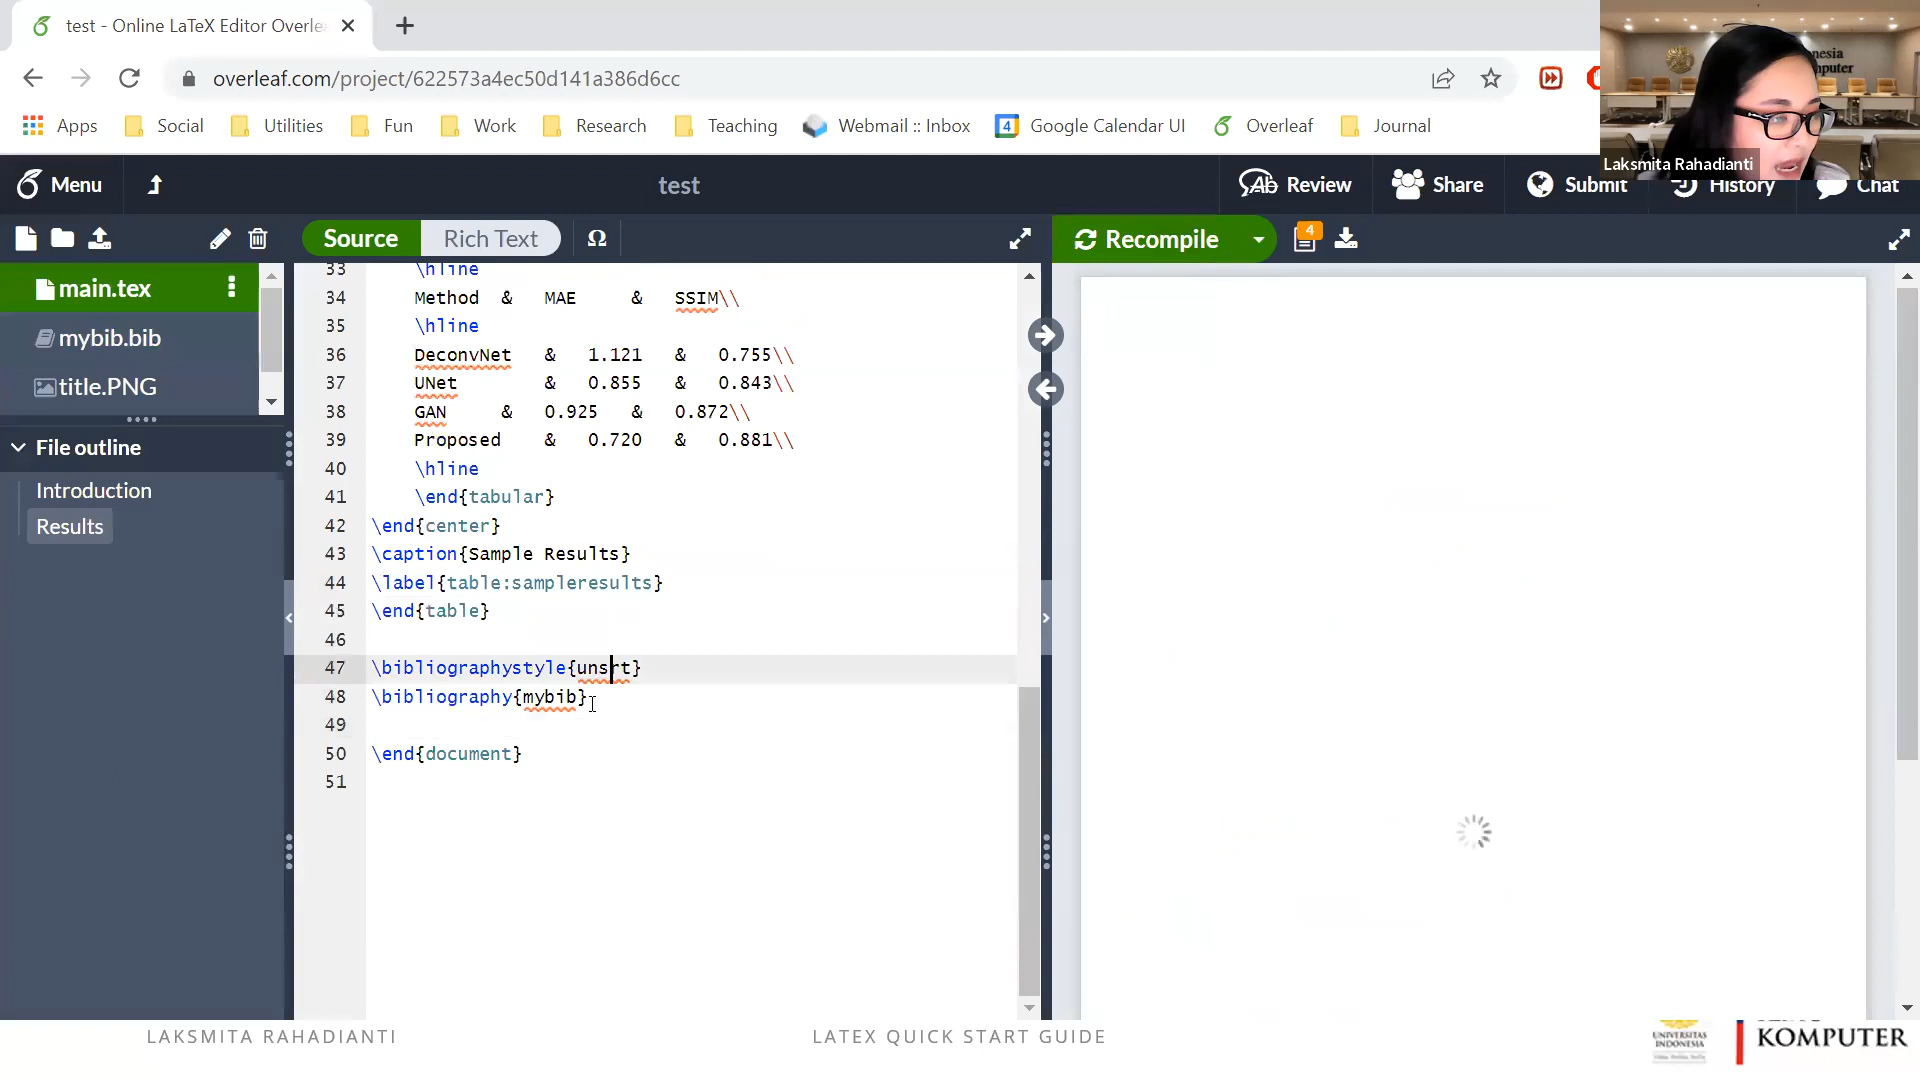 test - Online LaTeX Editor Overle
overleaf.com/project/622573a4ec50d141a386d6cc
Apps Social Utilities Fun Work Research Teaching Webmail :: Inbox Google Calendar UI Overleaf Journal
Laksmita Rahadianti
Menu test Review Share Submit History Chat
Source Rich Text Ω Recompile 4
main.tex
mybib.bib
title.PNG
File outline
Introduction
Results
33 \hline
34 Method & MAE & SSIM\\
35 \hline
36 DeconvNet & 1.121 & 0.755\\
37 UNet & 0.855 & 0.843\\
38 GAN & 0.925 & 0.872\\
39 Proposed & 0.720 & 0.881\\
40 \hline
41 \end{tabular}
42 \end{center}
43 \caption{Sample Results}
44 \label{table:sampleresults}
45 \end{table}
46
47 \bibliographystyle{unsrt}
48 \bibliography{mybib}
49
50 \end{document}
51
LAKSMITA RAHADIANTI
LATEX QUICK START GUIDE
UNIVERSITAS
INDONESIA
KOMPUTER